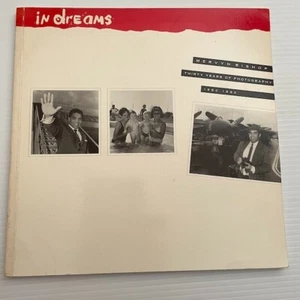 in dreams
MERVYN BISHOP
THIRTY YEARS OF PHOTOGRAPHY
1960-1990